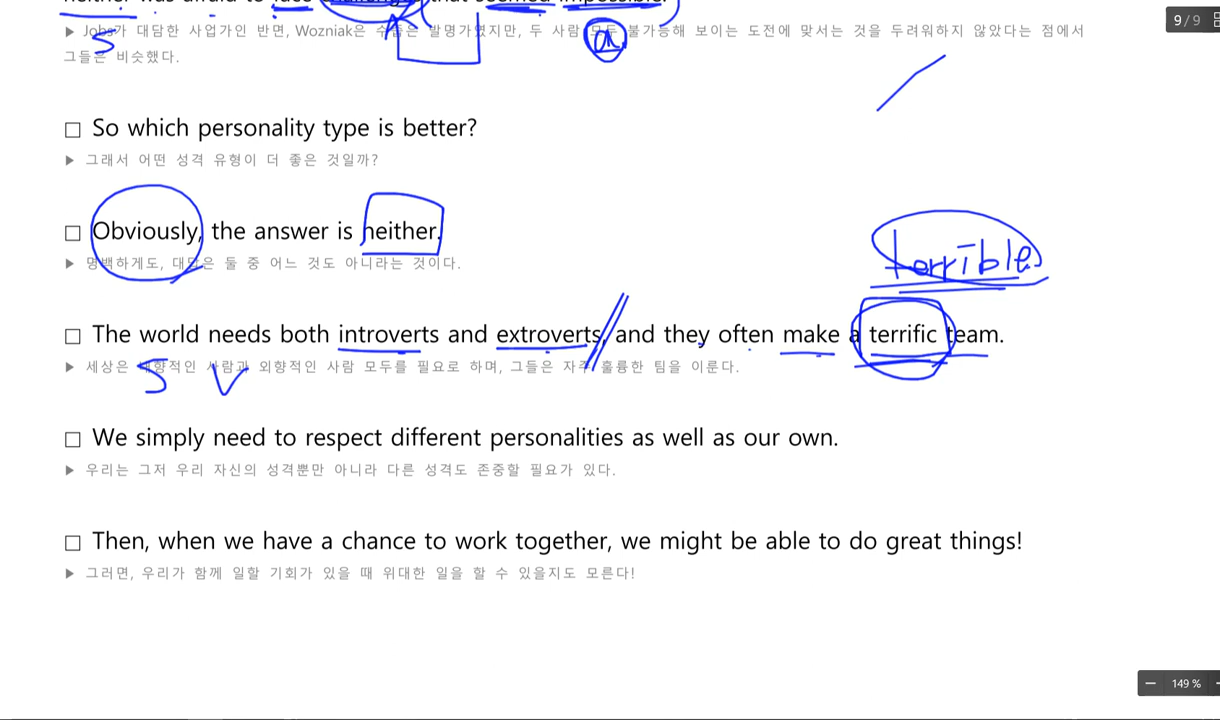 neither was afraid to face that seemed impossible.
9 / 9
▶ Jobs가 대담한 사업가인 반면, Wozniak은 발명가였지만, 두 사람 모두 불가능해 보이는 도전에 맞서는 것을 두려워하지 않았다는 점에서
그들은 비슷했다.
S
a
□ So which personality type is better?
▶ 그래서 어떤 성격 유형이 더 좋은 것일까?
□ Obviously, the answer is neither.
▶ 명백하게도, 대답은 둘 중 어느 것도 아니라는 것이다.
terrible
□ The world needs both introverts and extroverts, and they often make a terrific team.
▶ 세상은 내향적인 사람과 외향적인 사람 모두를 필요로 하며, 그들은 자주 훌륭한 팀을 이룬다.
S V
□ We simply need to respect different personalities as well as our own.
▶ 우리는 그저 우리 자신의 성격뿐만 아니라 다른 성격도 존중할 필요가 있다.
□ Then, when we have a chance to work together, we might be able to do great things!
▶ 그러면, 우리가 함께 일할 기회가 있을 때 위대한 일을 할 수 있을지도 모른다!
149 %